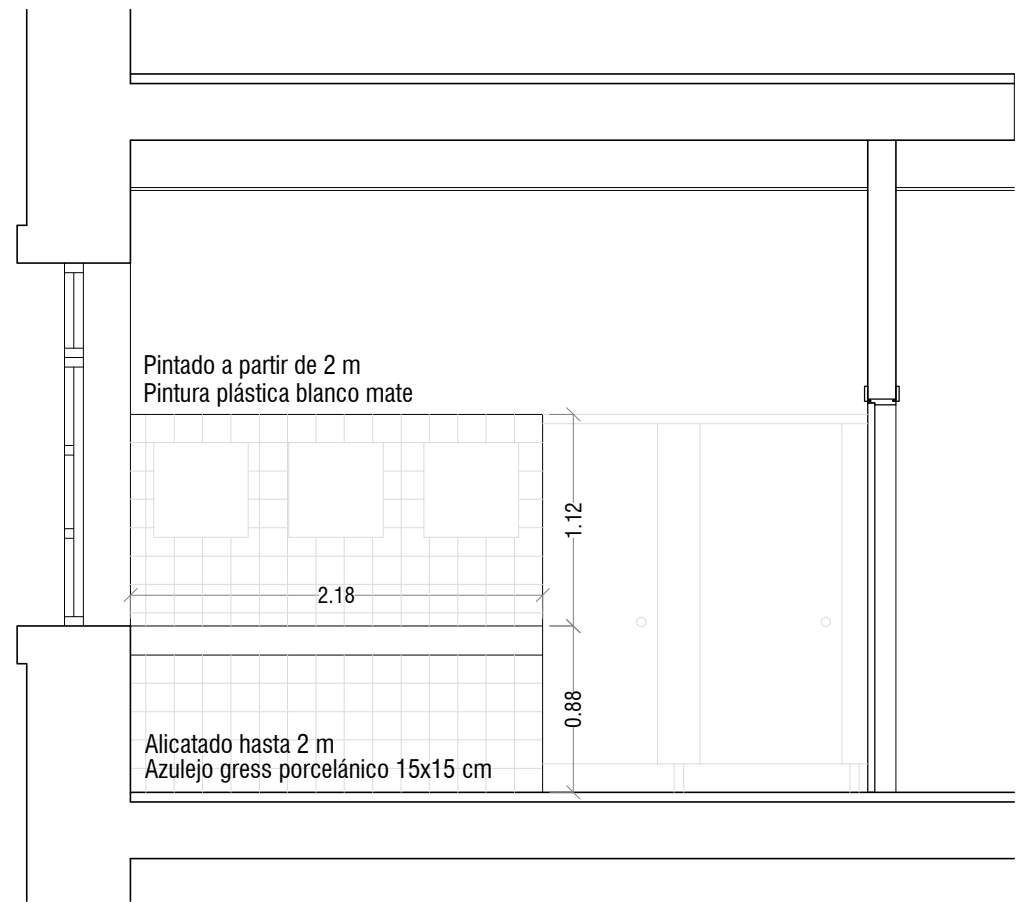 Pintado a partir de 2 m
Pintura plástica blanco mate
1.12
2.18
0.88
Alicatado hasta 2 m
Azulejo gress porcelánico 15x15 cm